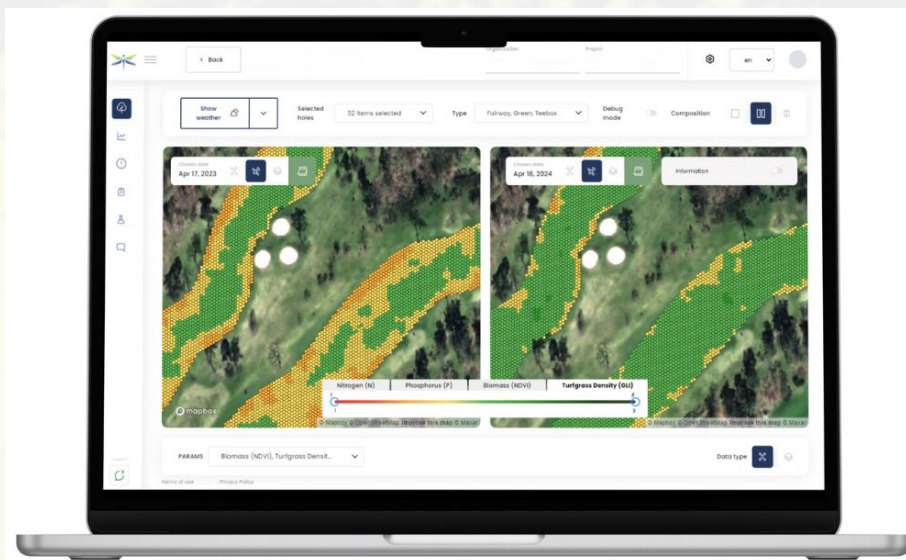 Back
Organization
Project
en
Show weather
Selected holes
32 items selected
Type
Fairway, Green, Teebox
Debug mode
Composition
Chosen date
Apr 17, 2023
Chosen date
Apr 18, 2024
Information
Nitrogen (N)
Phosphorus (P)
Biomass (NDVI)
Turfgrass Density (GLI)
1
3
mapbox
© Mapbox © OpenStreetMap Improve this map © Maxar
© Mapbox © OpenStreetMap Improve this map © Maxar
PARAMS
Biomass (NDVI), Turfgrass Densit...
Data type
Terms of use
Privacy Policy